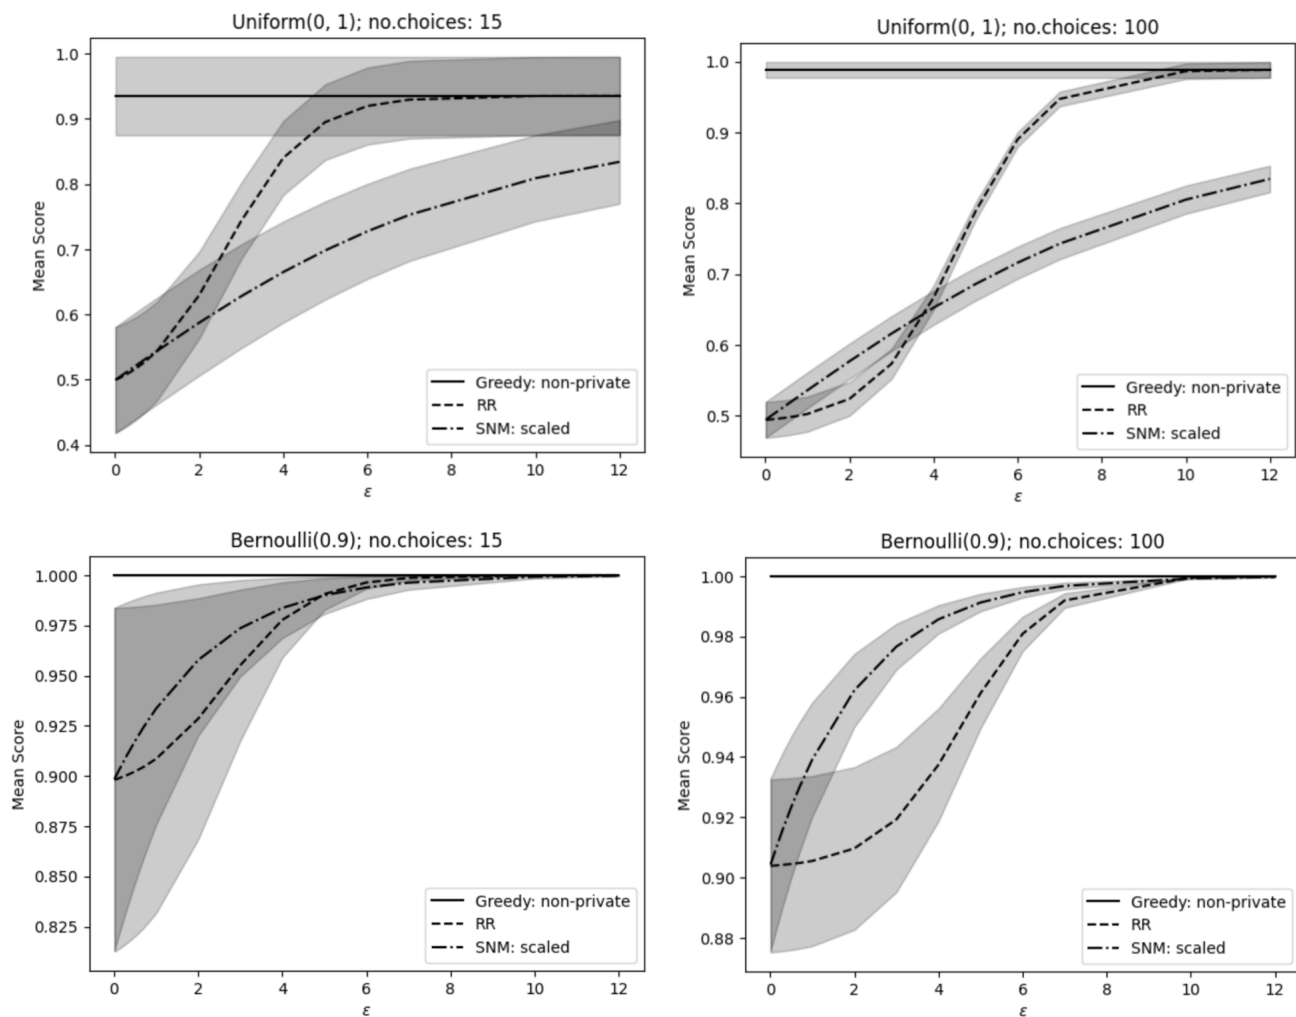 Uniform(0, 1); no.choices: 15
1.0
0.9
0.8
0.7
0.6
0.5
0.4
Mean Score
Greedy: non-private
RR
SNM: scaled
0 2 4 6 8 10 12
ε
Uniform(0, 1); no.choices: 100
1.0
0.9
0.8
0.7
0.6
0.5
Mean Score
Greedy: non-private
RR
SNM: scaled
0 2 4 6 8 10 12
ε
Bernoulli(0.9); no.choices: 15
1.000
0.975
0.950
0.925
0.900
0.875
0.850
0.825
Mean Score
Greedy: non-private
RR
SNM: scaled
0 2 4 6 8 10 12
ε
Bernoulli(0.9); no.choices: 100
1.00
0.98
0.96
0.94
0.92
0.90
0.88
Mean Score
Greedy: non-private
RR
SNM: scaled
0 2 4 6 8 10 12
ε